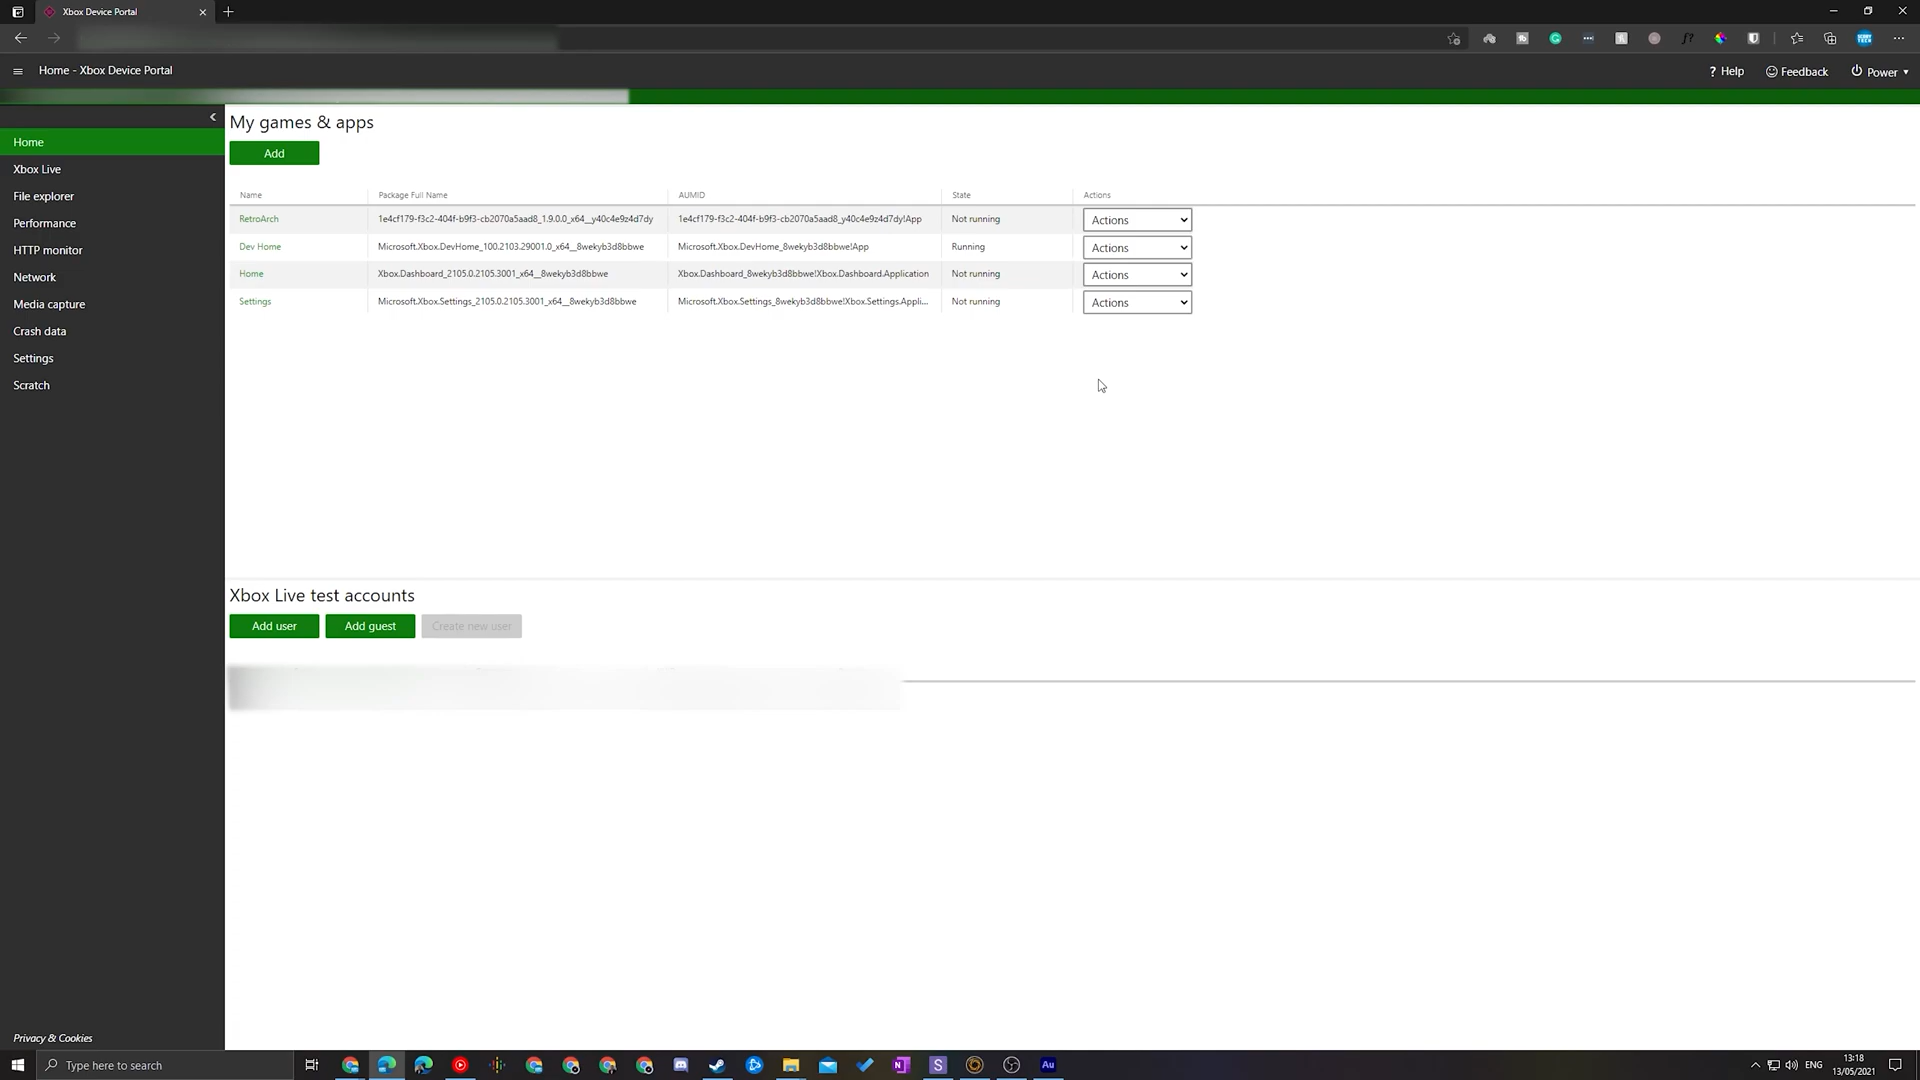 Xbox Device Portal
Home - Xbox Device Portal
? Help
Feedback
Power
Home
Xbox Live
File explorer
Performance
HTTP monitor
Network
Media capture
Crash data
Settings
Scratch
Privacy & Cookies
My games & apps
Add
Name Package Full Name AUMID State Actions
RetroArch 1e4cf179-f3c2-404f-b9f3-cb2070a5aad8_1.9.0.0_x64__y40c4e9z4d7dy 1e4cf179-f3c2-404f-b9f3-cb2070a5aad8_y40c4e9z4d7dy!App Not running Actions
Dev Home Microsoft.Xbox.DevHome_100.2103.29001.0_x64__8wekyb3d8bbwe Microsoft.Xbox.DevHome_8wekyb3d8bbwe!App Running Actions
Home Xbox.Dashboard_2105.0.2105.3001_x64__8wekyb3d8bbwe Xbox.Dashboard_8wekyb3d8bbwe!Xbox.Dashboard.Application Not running Actions
Settings Microsoft.Xbox.Settings_2105.0.2105.3001_x64__8wekyb3d8bbwe Microsoft.Xbox.Settings_8wekyb3d8bbwe!Xbox.Settings.Appli... Not running Actions
Xbox Live test accounts
Add user
Add guest
Create new user
Type here to search
ENG
13:18
13/05/2021